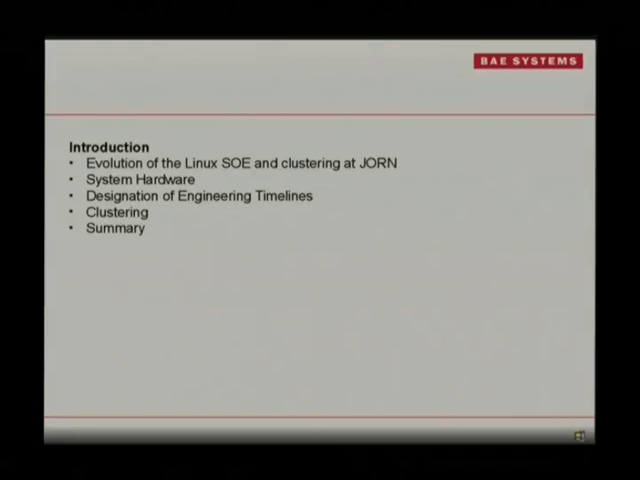 BAE SYSTEMS
Introduction
• Evolution of the Linux SOE and clustering at JORN
• System Hardware
• Designation of Engineering Timelines
• Clustering
• Summary